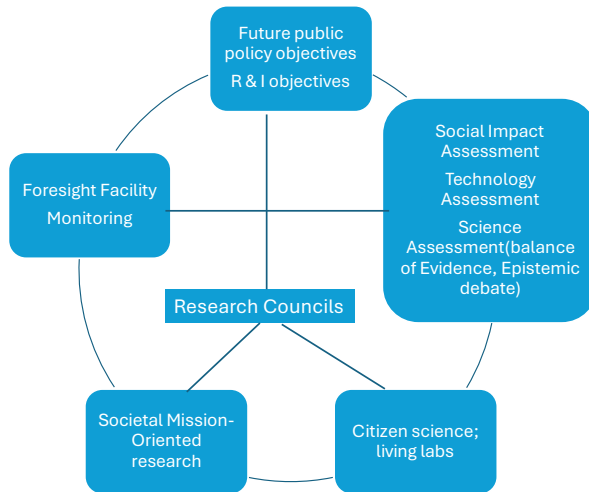 Future public
policy objectives
R & I objectives
Social Impact
Assessment
Technology
Assessment
Science
Assessment(balance
of Evidence, Epistemic
debate)
Foresight Facility
Monitoring
Research Councils
Societal Mission-
Oriented
research
Citizen science;
living labs